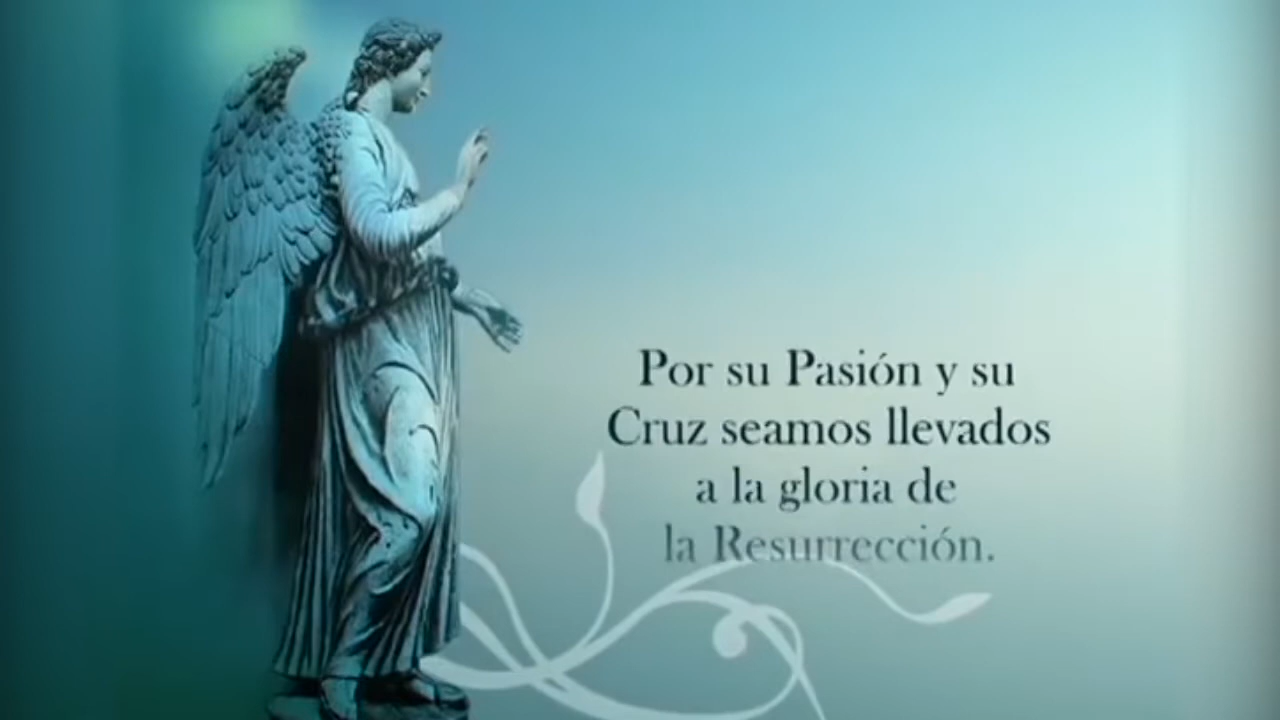 Por su Pasión y su
Cruz seamos llevados
a la gloria de
la Resurrección.